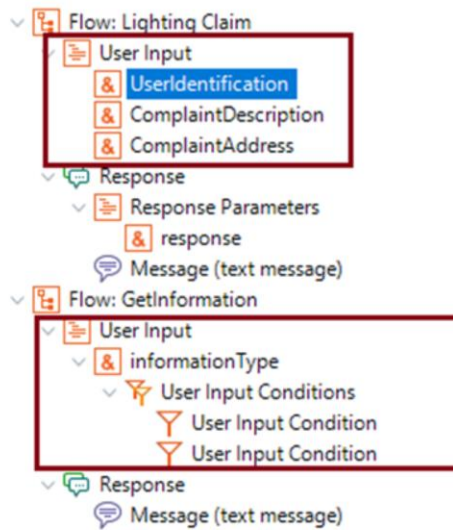 Flow: Lighting Claim
User Input
& UserIdentification
& ComplaintDescription
& ComplaintAddress
Response
Response Parameters
& response
Message (text message)
Flow: GetInformation
User Input
& informationType
User Input Conditions
User Input Condition
User Input Condition
Response
Message (text message)